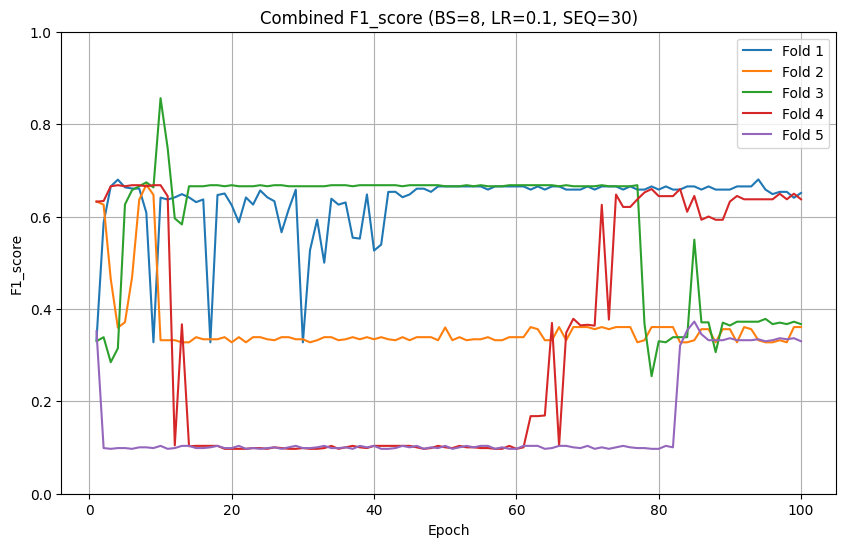 Combined F1_score (BS=8, LR=0.1, SEQ=30)
1.0
0.8
0.6
0.4
0.2
0.0
F1_score
0 20 40 60 80 100
Epoch
Fold 1
Fold 2
Fold 3
Fold 4
Fold 5